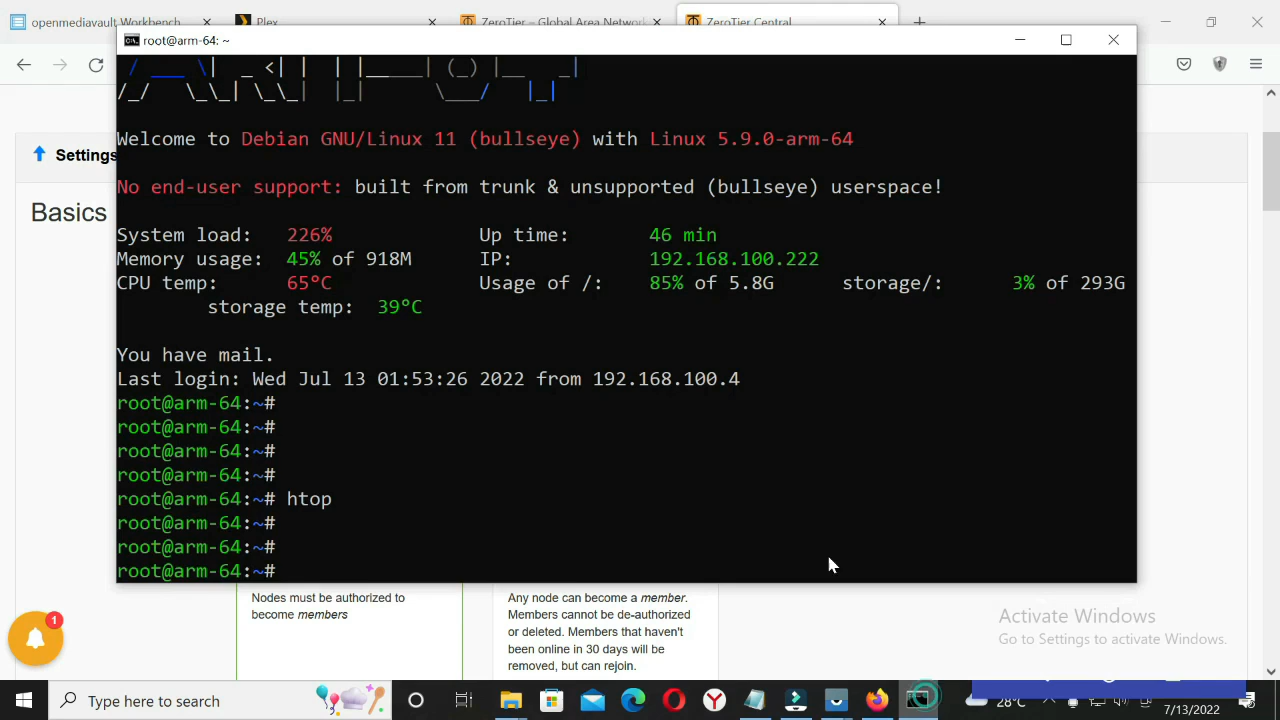 openmediavault Workbench
Plex
ZeroTier – Global Area Network
ZeroTier Central
root@arm-64: ~
Settings
Basics
Welcome to Debian GNU/Linux 11 (bullseye) with Linux 5.9.0-arm-64
No end-user support: built from trunk & unsupported (bullseye) userspace!
System load: 226% Up time: 46 min
Memory usage: 45% of 918M IP: 192.168.100.222
CPU temp: 65°C Usage of /: 85% of 5.8G storage/: 3% of 293G
storage temp: 39°C
You have mail.
Last login: Wed Jul 13 01:53:26 2022 from 192.168.100.4
root@arm-64:~#
root@arm-64:~#
root@arm-64:~#
root@arm-64:~#
root@arm-64:~# htop
root@arm-64:~#
root@arm-64:~#
root@arm-64:~#
Nodes must be authorized to
become members
Any node can become a member.
Members cannot be de-authorized
or deleted. Members that haven't
been online in 30 days will be
removed, but can rejoin.
1
Activate Windows
Go to Settings to activate Windows.
Type here to search
28°C
7/13/2022